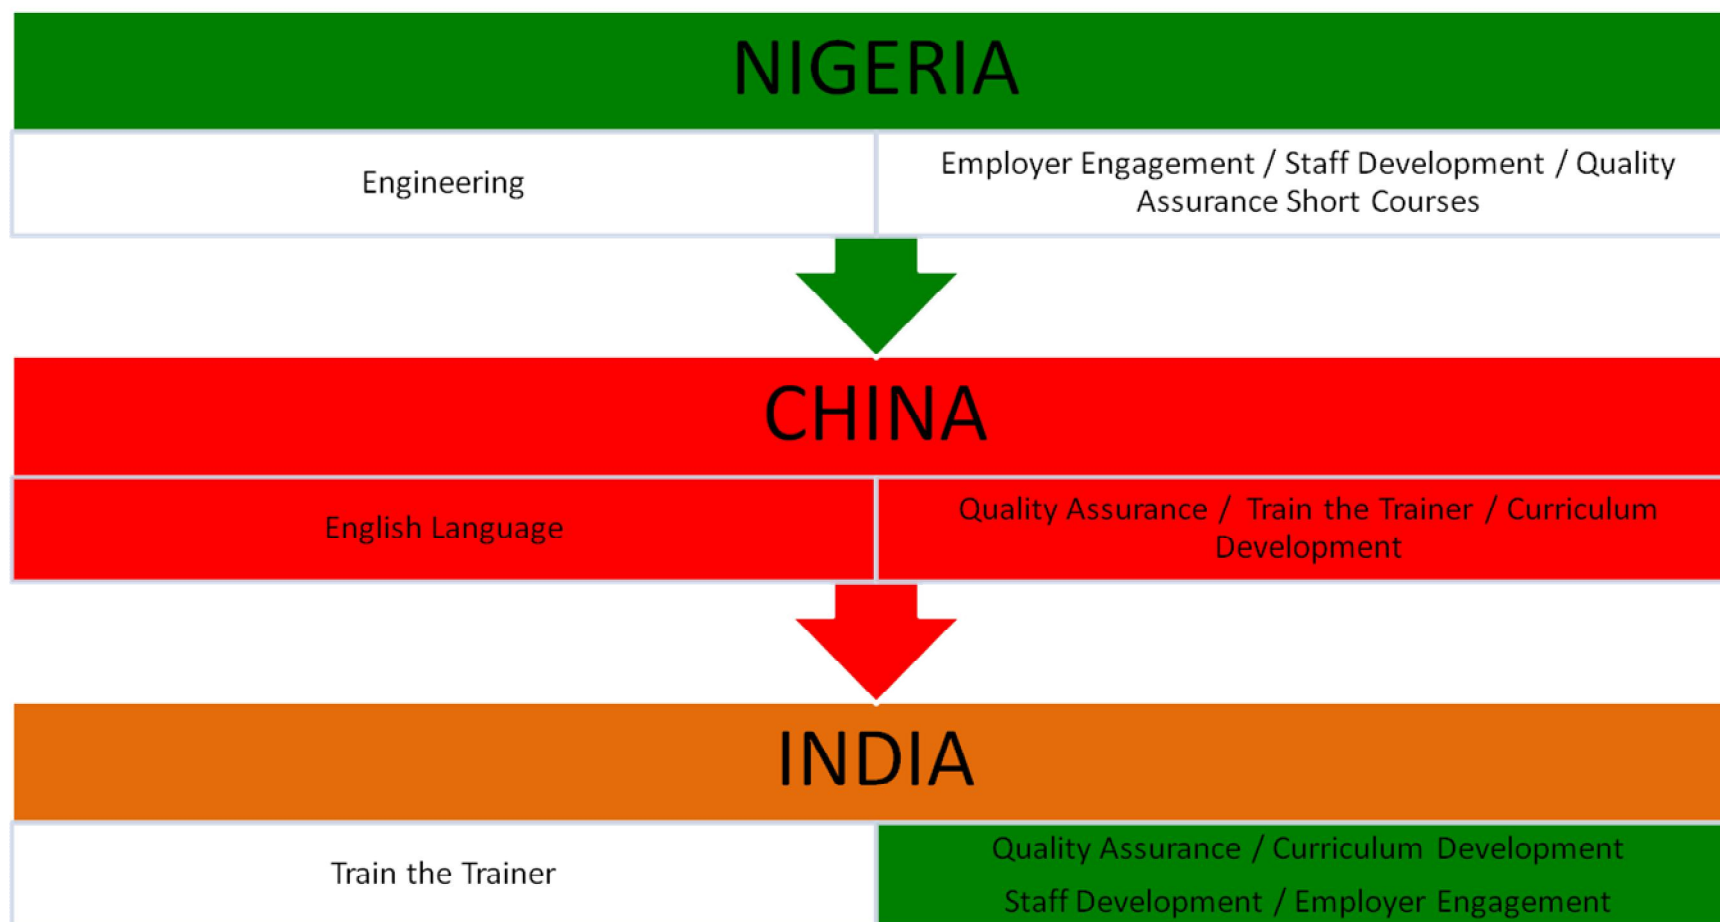 NIGERIA
Engineering
Employer Engagement / Staff Development / Quality
Assurance Short Courses
CHINA
English Language
Quality Assurance / Train the Trainer / Curriculum
Development
INDIA
Train the Trainer
Quality Assurance / Curriculum Development
Staff Development / Employer Engagement